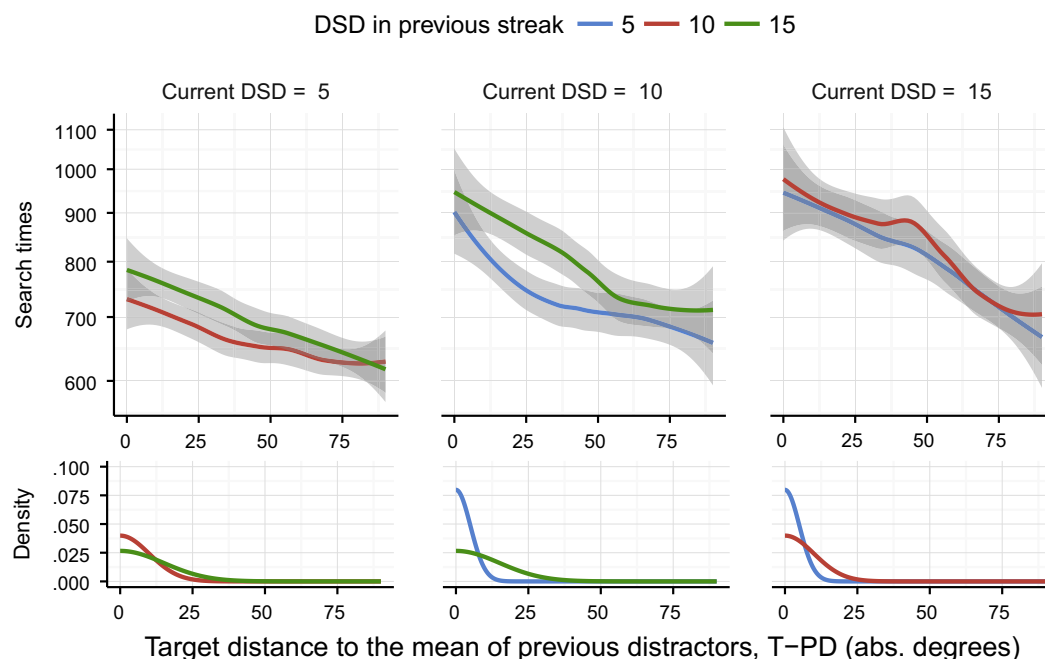 DSD in previous streak 5 10 15
Current DSD = 5
Current DSD = 10
Current DSD = 15
Search times
1100
1000
900
800
700
600
0 25 50 75
0 25 50 75
0 25 50 75
Density
.100
.075
.050
.025
.000
0 25 50 75
0 25 50 75
0 25 50 75
Target distance to the mean of previous distractors, T−PD (abs. degrees)